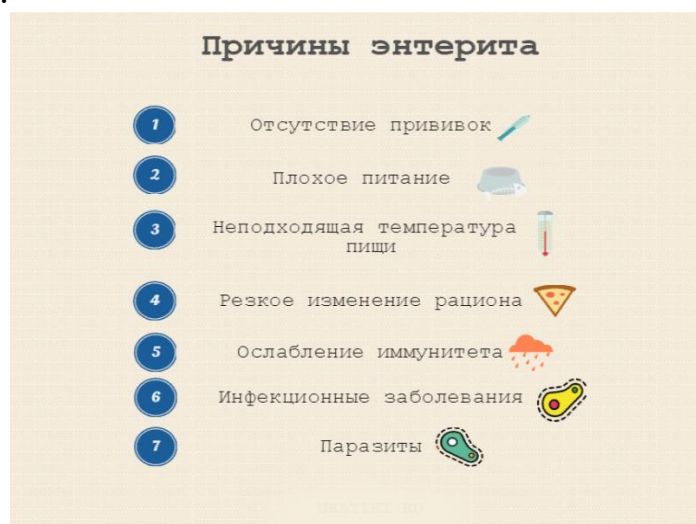 Причины энтерита
1 Отсутствие прививок
2 Плохое питание
3 Неподходящая температура
пищи
4 Резкое изменение рациона
5 Ослабление иммунитета
6 Инфекционные заболевания
7 Паразиты